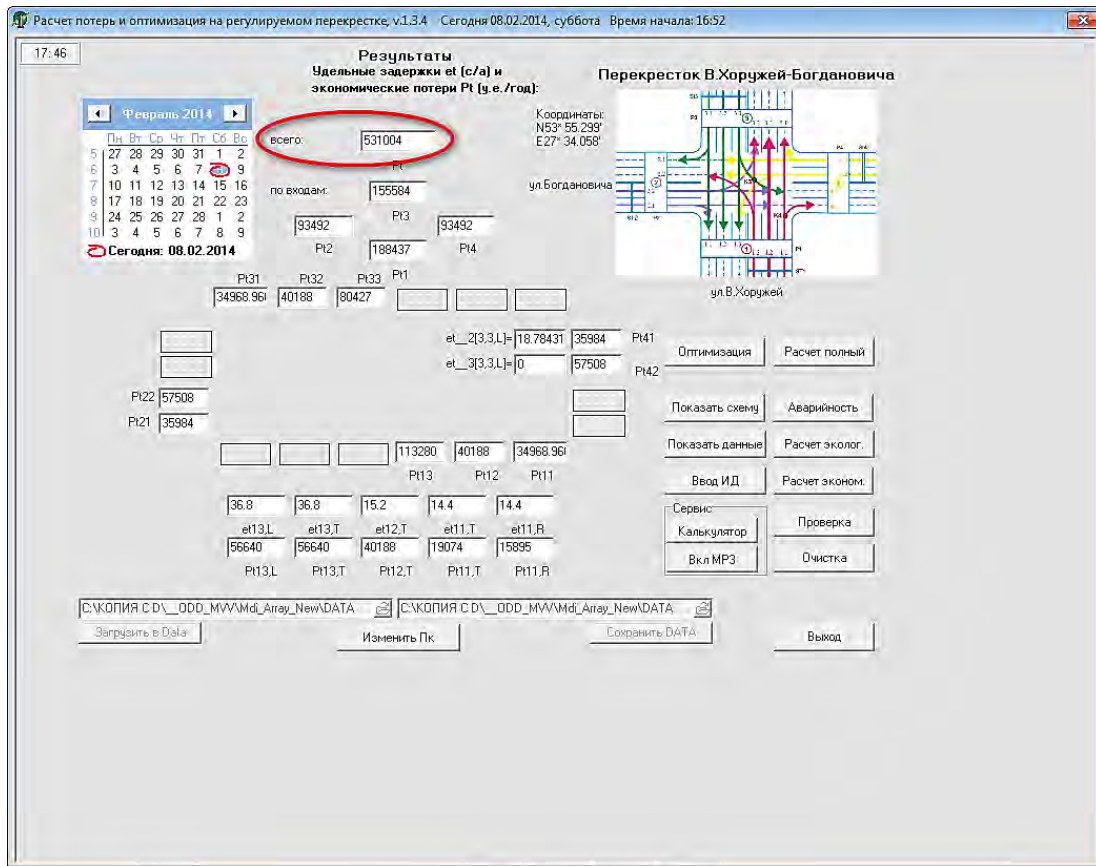 Расчет потерь и оптимизация на регулируемом перекрестке, v.1.3.4 Сегодня 08.02.2014, суббота Время начала: 16:52
17:46
Результаты
Удельные задержки et (с/а) и
экономические потери Pt (у.е./год):
Перекресток В.Хоружей-Богдановича
Февраль 2014
Пн Вт Ср Чт Пт Сб Вс
5 27 28 29 30 31 1 2
6 3 4 5 6 7 9
7 10 11 12 13 14 15 16
8 17 18 19 20 21 22 23
9 24 25 26 27 28 1 2
10 3 4 5 6 7 8 9
Сегодня: 08.02.2014
всего: 531004
Pt
по входам: 155584
Pt3
93492 93492
Pt2 188437 Pt4
Pt1
Координаты:
N53° 55.299'
E27° 34.058'
ул.Богдановича
ул.В.Хоружей
Pt31 Pt32 Pt33
34968.96 40188 80427
et__2[3,3,L]= 18.78431 35984 Pt41
et__3[3,3,L]= 0 57508 Pt42
Pt22 57508
Pt21 35984
113280 40188 34968.96
Pt13 Pt12 Pt11
36.8 36.8 15.2 14.4 14.4
et13,L et13,T et12,T et11,T et11,R
56640 56640 40188 19074 15895
Pt13,L Pt13,T Pt12,T Pt11,T Pt11,R
Оптимизация Расчет полный
Показать схему Аварийность
Показать данные Расчет эколог.
Ввод ИД Расчет эконом.
Сервис
Калькулятор Проверка
Вкл MP3 Очистка
C:\КОПИЯ C D\__ODD_MVV\Mdi_Array_New\DATA C:\КОПИЯ C D\__ODD_MVV\Mdi_Array_New\DATA
Загрузить в Data Изменить Пк Сохранить DATA Выход